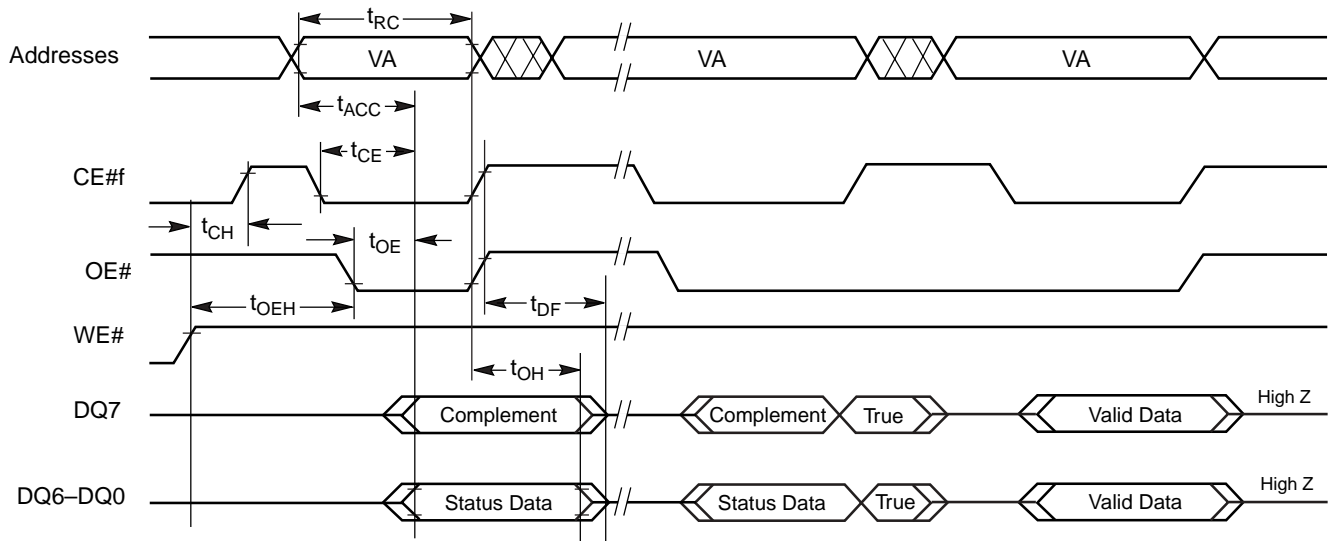 tRC
Addresses VA VA VA
tACC
tCE
CE#f
tCH tOE
OE#
tOEH tDF
WE#
tOH
DQ7 Complement Complement True Valid Data High Z
DQ6–DQ0 Status Data Status Data True Valid Data High Z